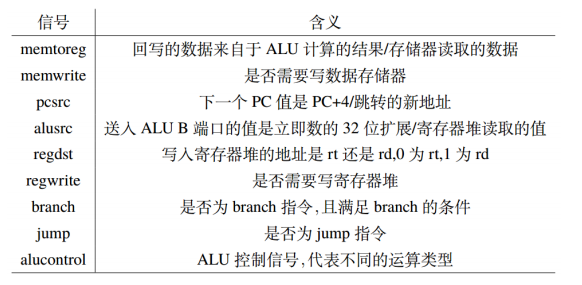 信号 含义
memtoreg 回写的数据来自于 ALU 计算的结果/存储器读取的数据
memwrite 是否需要写数据存储器
pcsrc 下一个 PC 值是 PC+4/跳转的新地址
alusrc 送入 ALU B 端口的值是立即数的 32 位扩展/寄存器堆读取的值
regdst 写入寄存器堆的地址是 rt 还是 rd,0 为 rt,1 为 rd
regwrite 是否需要写寄存器堆
branch 是否为 branch 指令,且满足 branch 的条件
jump 是否为 jump 指令
alucontrol ALU 控制信号,代表不同的运算类型